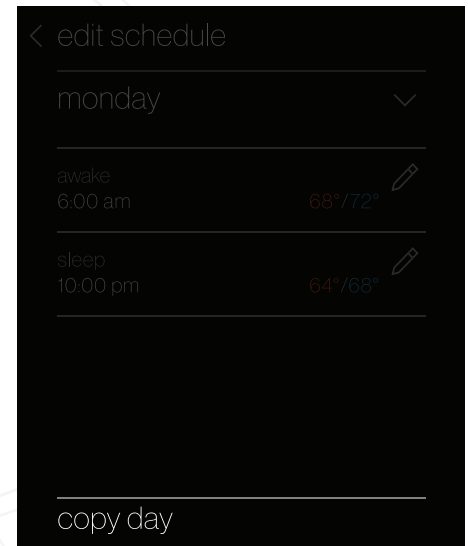 edit schedule
monday
awake
6:00 am 68°/72°
sleep
10:00 pm 64°/68°
copy day